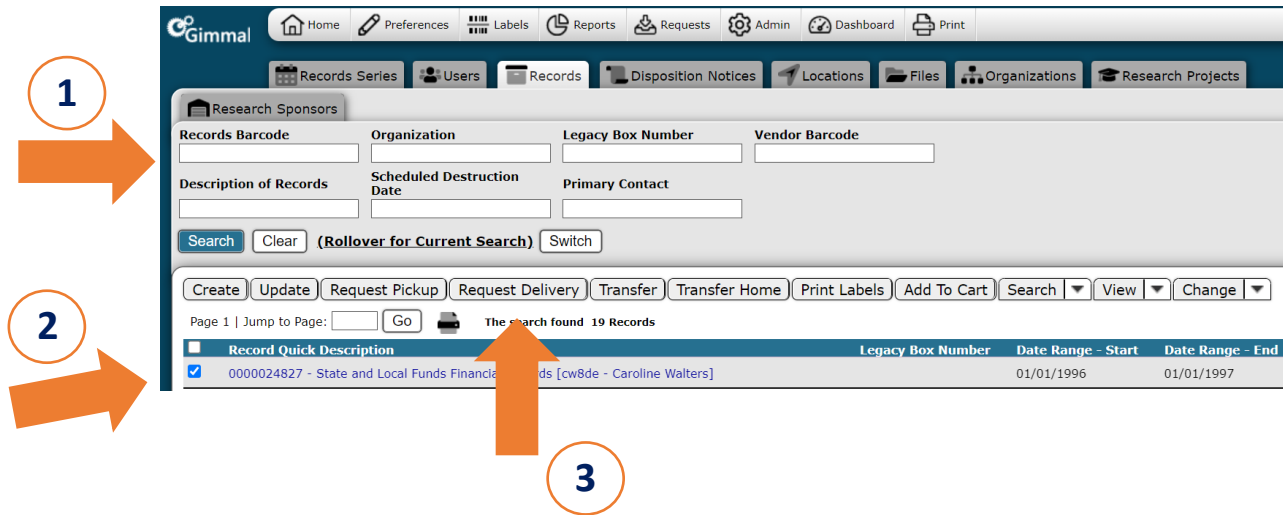 Gimmal
Home Preferences Labels Reports Requests Admin Dashboard Print
Records Series Users Records Disposition Notices Locations Files Organizations Research Projects
1
Research Sponsors
Records Barcode Organization Legacy Box Number Vendor Barcode
Description of Records Scheduled Destruction Date Primary Contact
Search Clear (Rollover for Current Search) Switch
Create Update Request Pickup Request Delivery Transfer Transfer Home Print Labels Add To Cart Search View Change
2
Page 1 | Jump to Page: Go The search found 19 Records
Record Quick Description Legacy Box Number Date Range - Start Date Range - End
0000024827 - State and Local Funds Financia ds [cw8de - Caroline Walters] 01/01/1996 01/01/1997
3